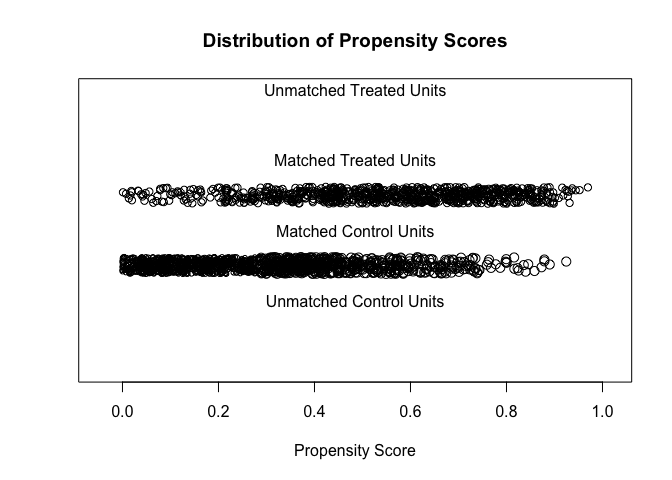 Distribution of Propensity Scores
Unmatched Treated Units
Matched Treated Units
Matched Control Units
Unmatched Control Units
0.0 0.2 0.4 0.6 0.8 1.0
Propensity Score